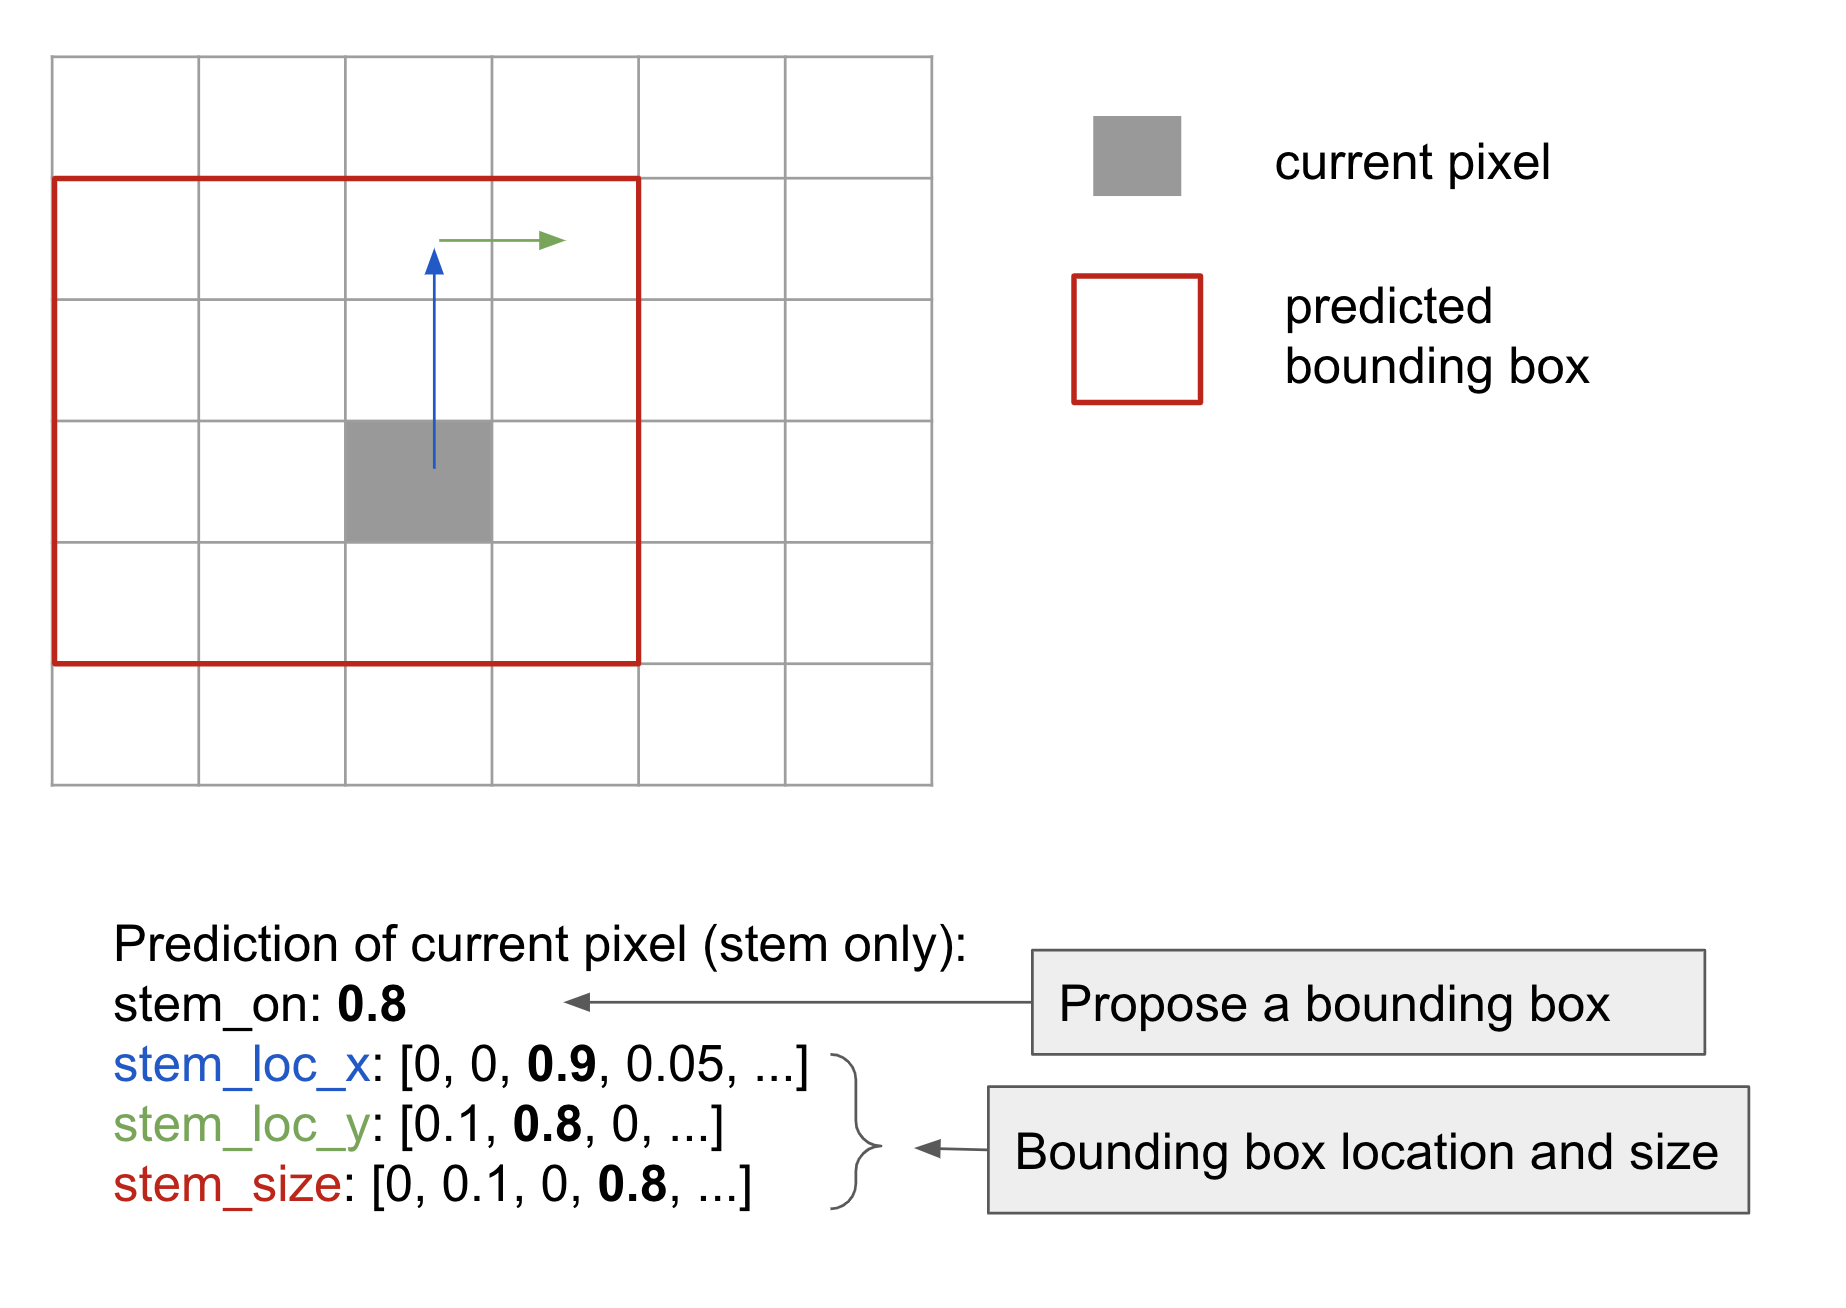 current pixel
predicted
bounding box
Prediction of current pixel (stem only):
stem_on: 0.8
Propose a bounding box
stem_loc_x: [0, 0, 0.9, 0.05, ...]
stem_loc_y: [0.1, 0.8, 0, ...]
stem_size: [0, 0.1, 0, 0.8, ...]
Bounding box location and size